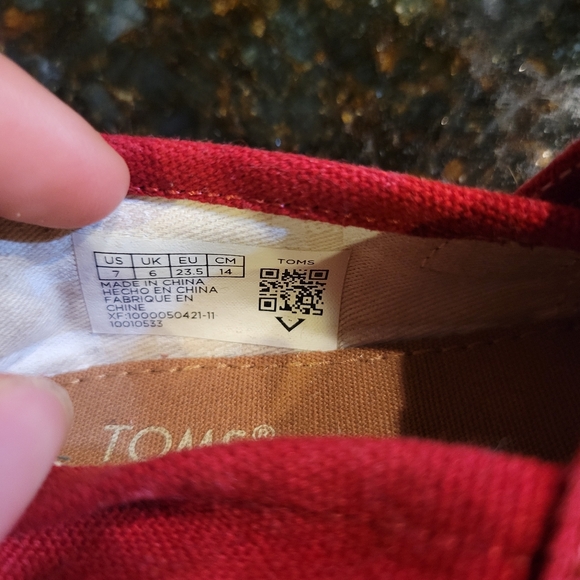 US UK EU CM
7 6 23.5 14
TOMS
MADE IN CHINA
HECHO EN CHINA
FABRIQUE EN
CHINE
XF:1000050421-11
10010533
TOMS®